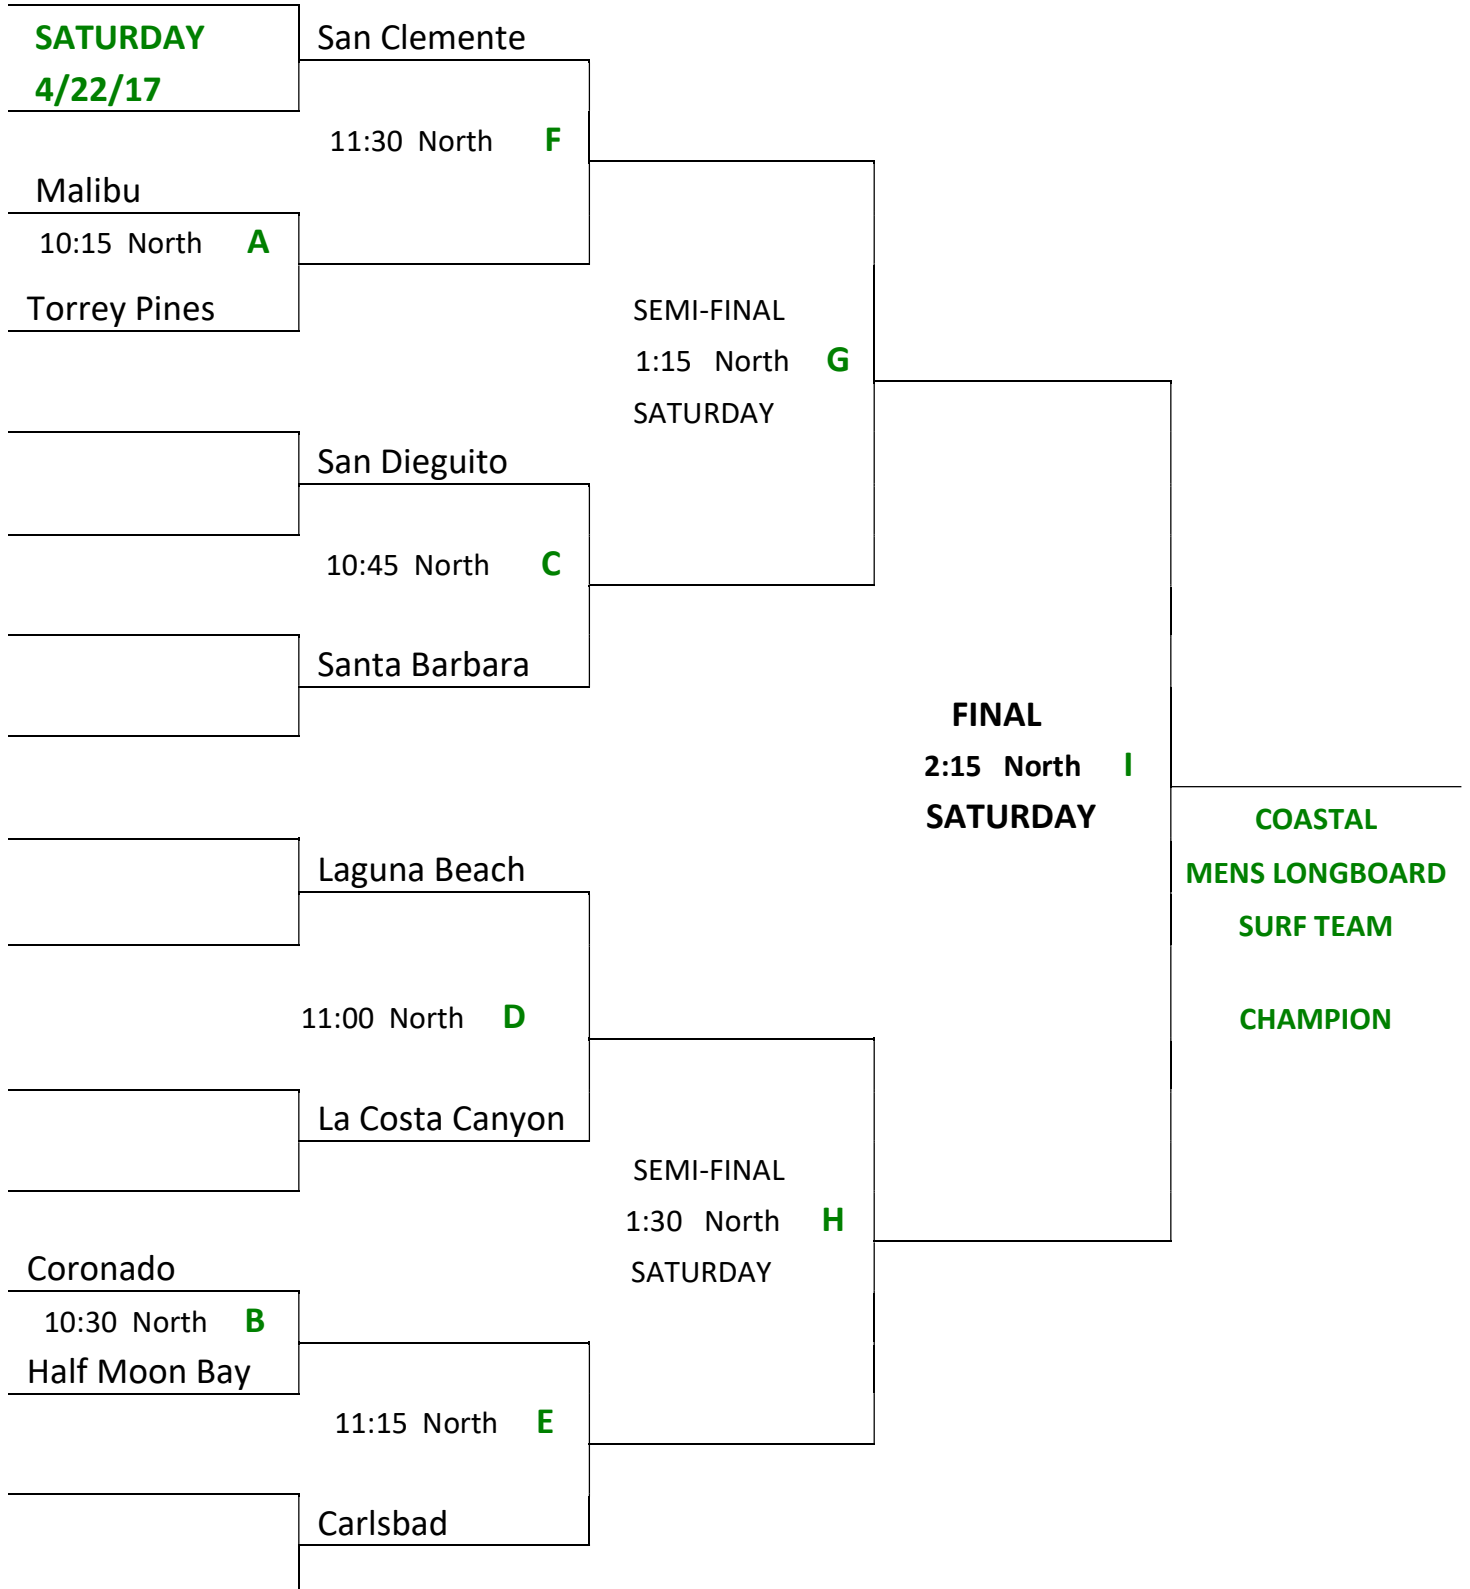 SATURDAY
4/22/17
San Clemente
11:30 North F
Malibu
10:15 North A
Torrey Pines
SEMI-FINAL
1:15 North G
SATURDAY
San Dieguito
10:45 North C
Santa Barbara
FINAL
2:15 North I
SATURDAY
COASTAL
MENS LONGBOARD
SURF TEAM
CHAMPION
Laguna Beach
11:00 North D
La Costa Canyon
SEMI-FINAL
1:30 North H
SATURDAY
Coronado
10:30 North B
Half Moon Bay
11:15 North E
Carlsbad